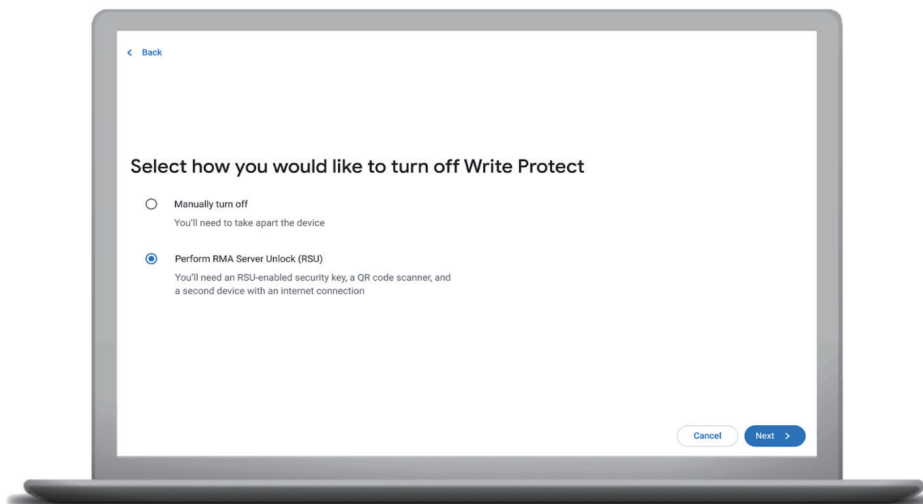 Back
Select how you would like to turn off Write Protect
Manually turn off
You'll need to take apart the device
Perform RMA Server Unlock (RSU)
You'll need an RSU-enabled security key, a QR code scanner, and
a second device with an internet connection
Cancel
Next